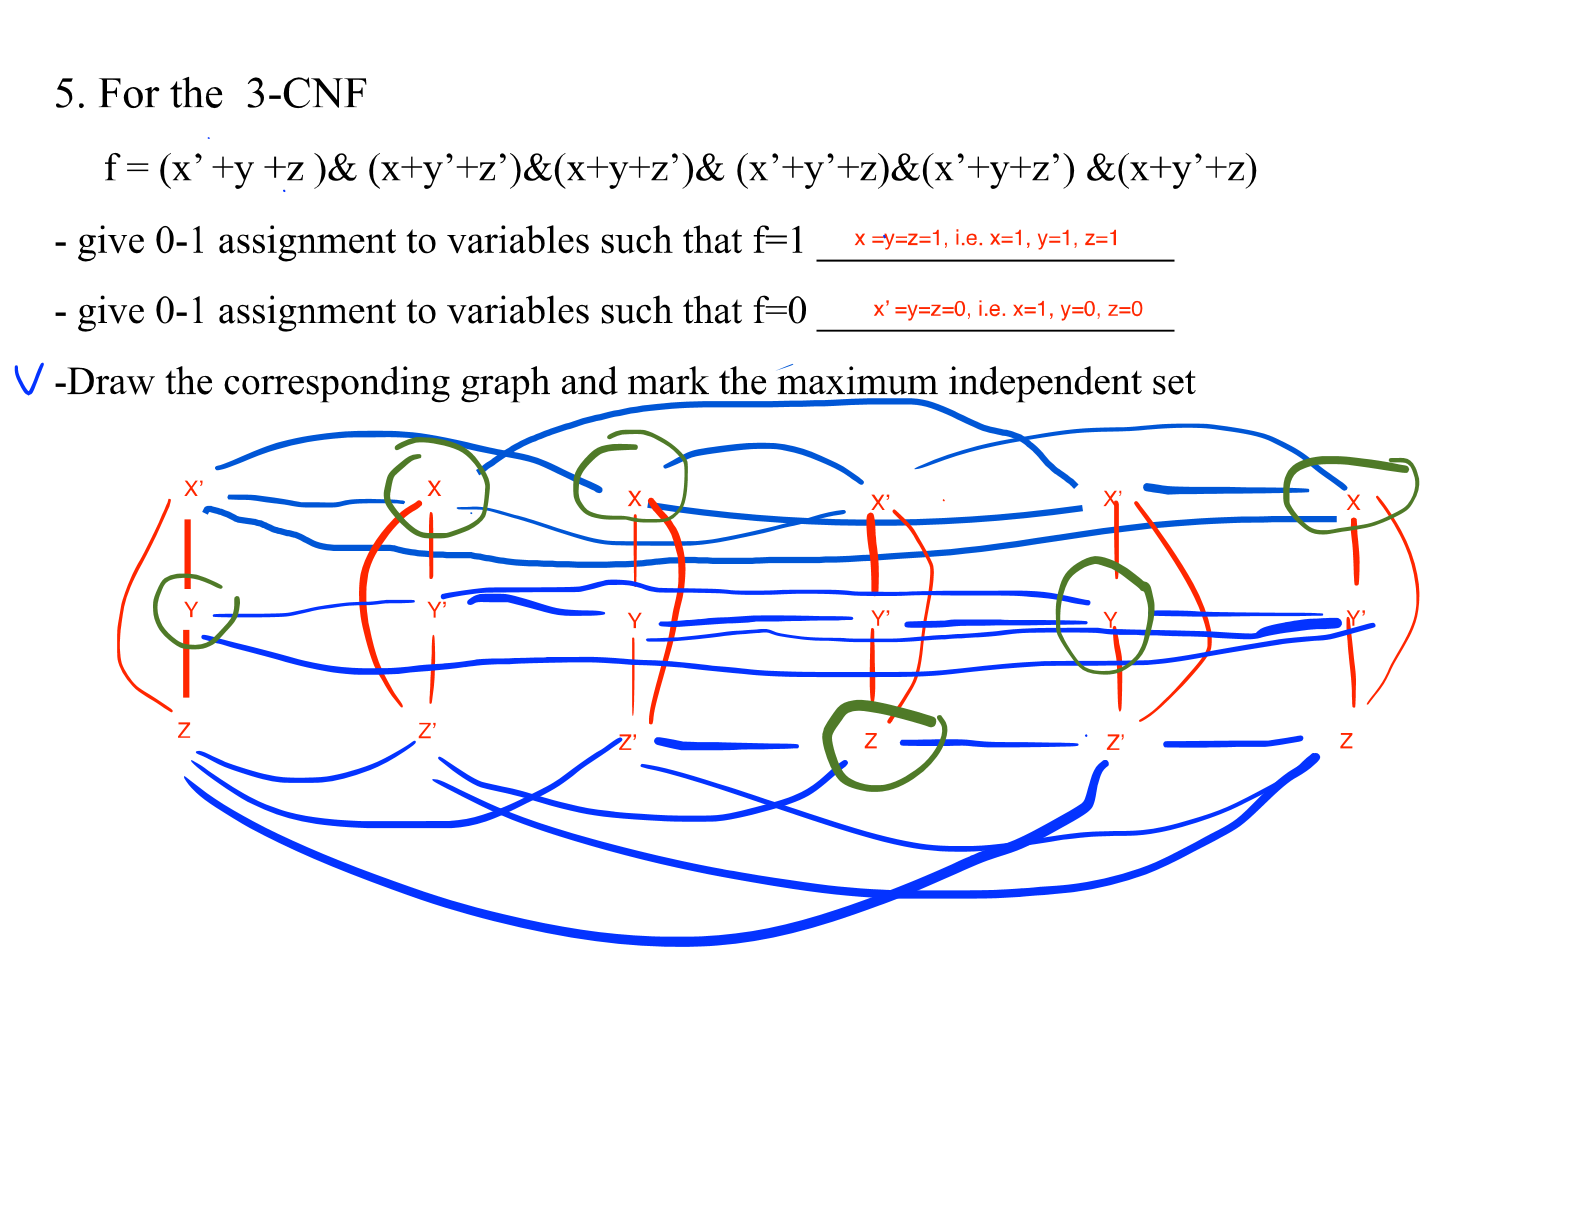 5. For the 3-CNF
f = (x’ +y +z )& (x+y’+z’)&(x+y+z’)& (x’+y’+z)&(x’+y+z’) &(x+y’+z)
- give 0-1 assignment to variables such that f=1 x =y=z=1, i.e. x=1, y=1, z=1
- give 0-1 assignment to variables such that f=0 x’ =y=z=0, i.e. x=1, y=0, z=0
-Draw the corresponding graph and mark the maximum independent set
X’ X X X’ X’ X
Y Y’ Y Y’ Y Y’
Z Z’ Z’ Z Z’ Z